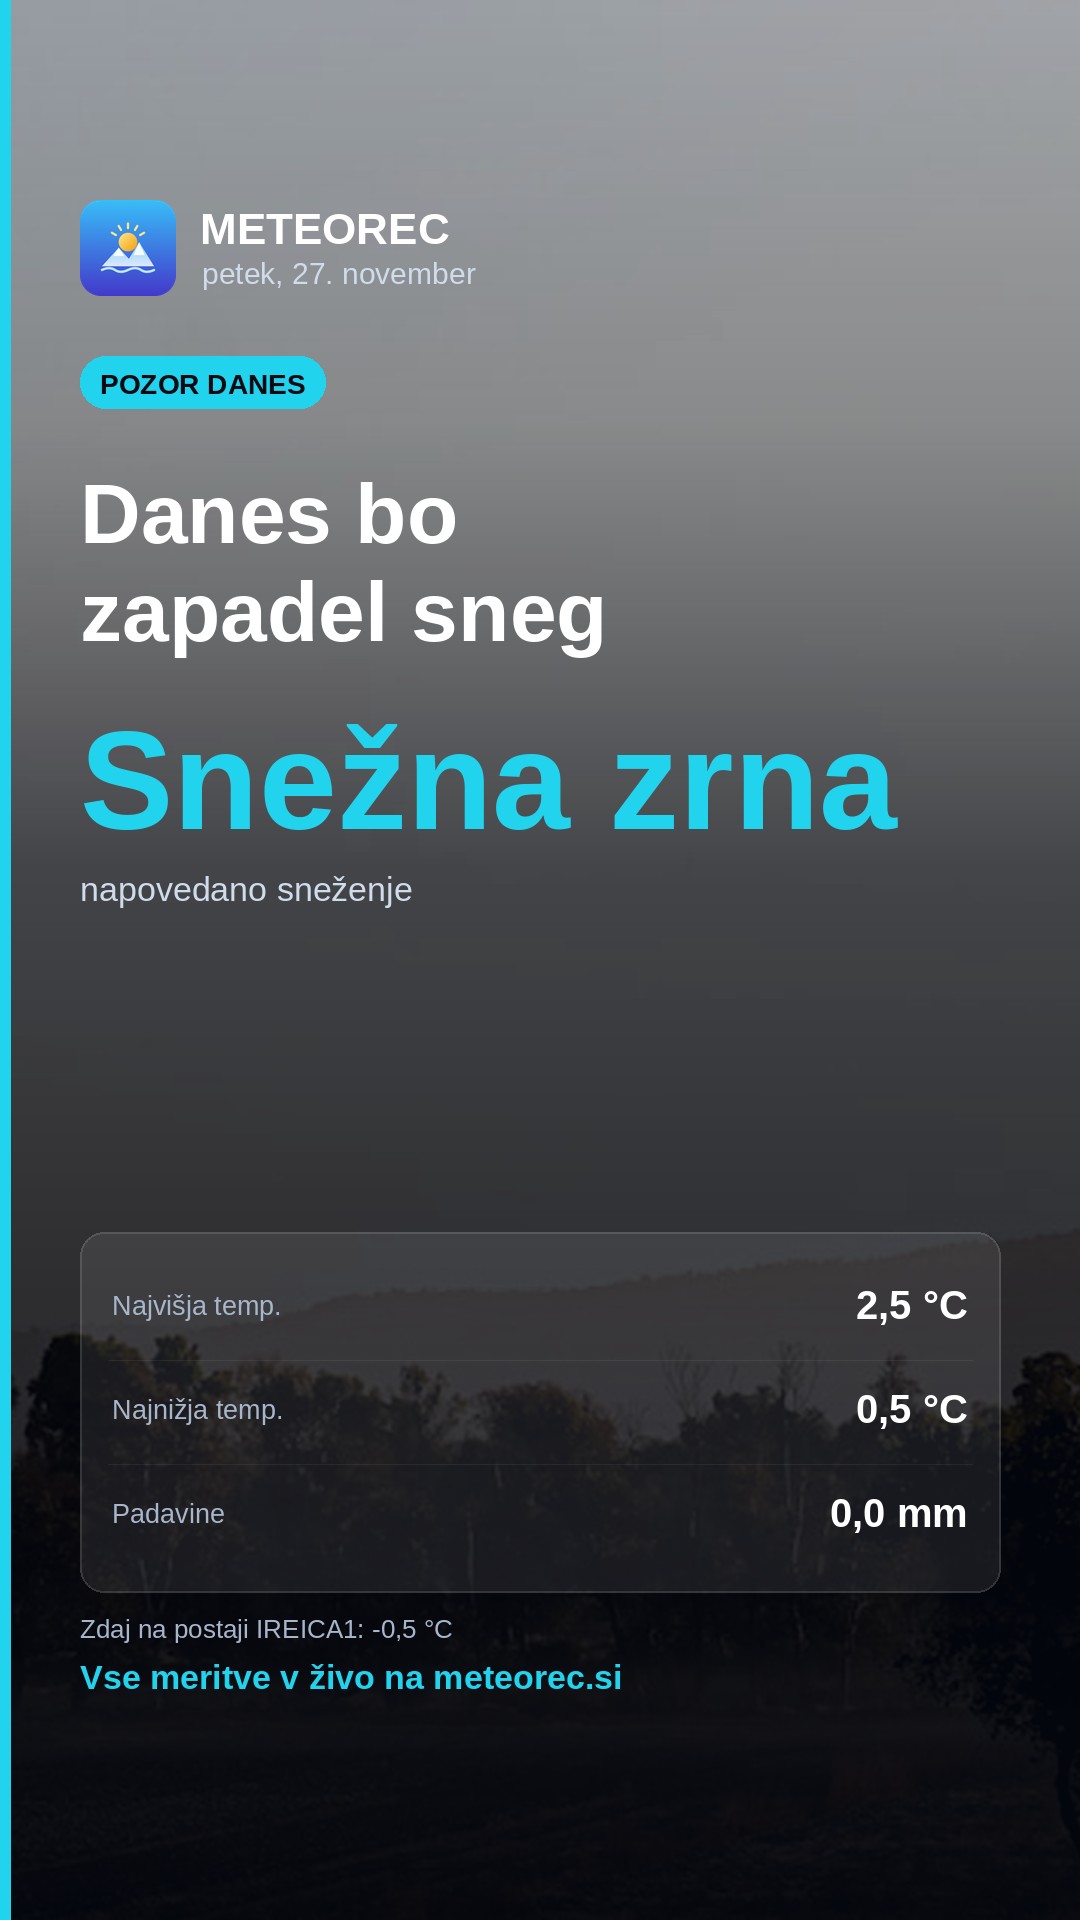 METEOREC
petek, 27. november
POZOR DANES
Danes bo
zapadel sneg
Snežna zrna
napovedano sneženje
Najvišja temp. 2,5 °C
Najnižja temp. 0,5 °C
Padavine 0,0 mm
Zdaj na postaji IREICA1: -0,5 °C
Vse meritve v živo na meteorec.si